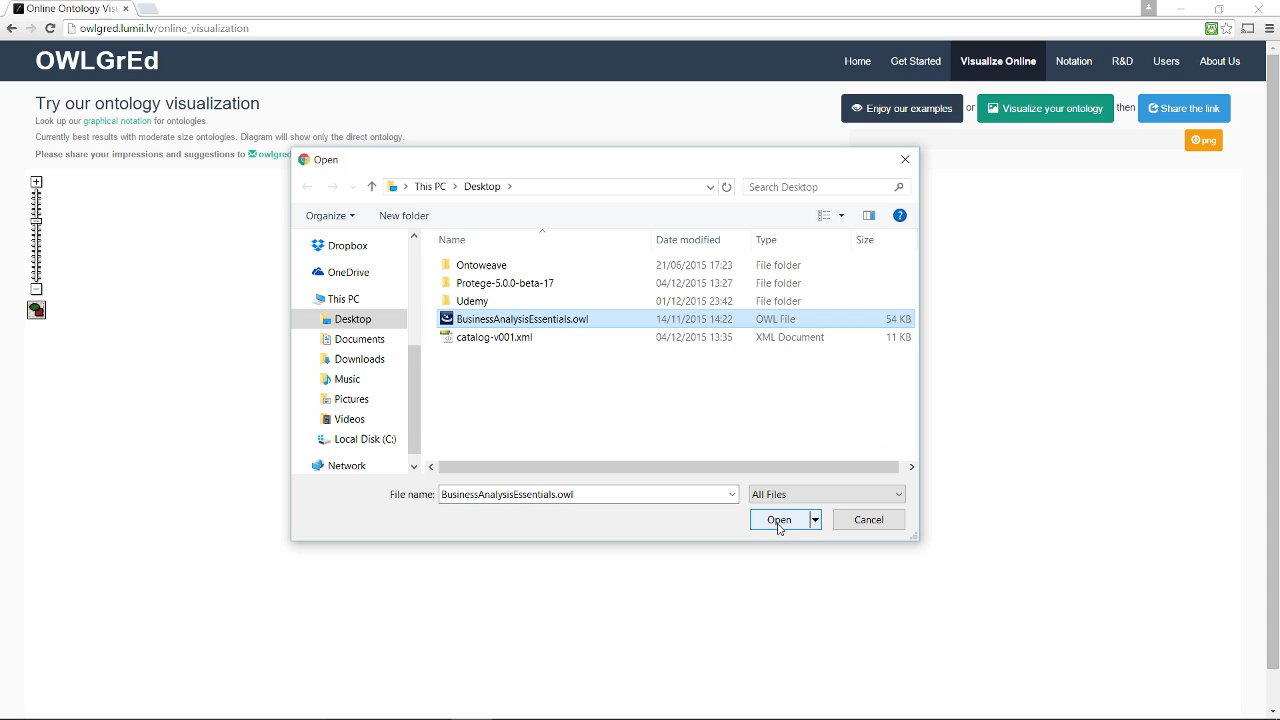 Online Ontology Vis
owlgred.lumii.lv/online_visualization
OWLGrEd
Home Get Started Visualize Online Notation R&D Users About Us
Try our ontology visualization
Look up our graphical notation for ontologies.
Currently best results with moderate size ontologies. Diagram will show only the direct ontology.
Please share your impressions and suggestions to owlgred
Enjoy our examples or Visualize your ontology then Share the link
png
Open
This PC Desktop
Search Desktop
Organize New folder
Name Date modified Type Size
Dropbox
OneDrive
This PC
Desktop
Documents
Downloads
Music
Pictures
Videos
Local Disk (C:)
Network
Ontoweave 21/06/2015 17:23 File folder
Protege-5.0.0-beta-17 04/12/2015 13:27 File folder
Udemy 01/12/2015 23:42 File folder
BusinessAnalysisEssentials.owl 14/11/2015 14:22 OWL File 54 KB
catalog-v001.xml 04/12/2015 13:35 XML Document 11 KB
File name: BusinessAnalysisEssentials.owl All Files
Open Cancel